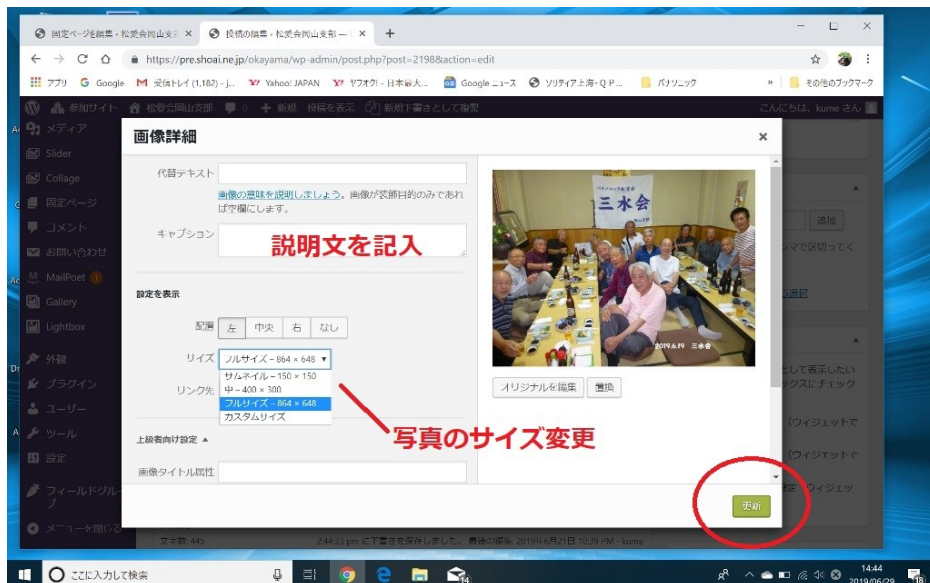 固定ページを編集・松愛会岡山支
投稿の編集・松愛会岡山支部 —
https://pre.shoai.ne.jp/okayama/wp-admin/post.php?post=2198&action=edit
アプリ Google 受信トレイ (1,182) - j... Yahoo! JAPAN ヤフオク! - 日本最大... Google ニュース ソリティア上海・Q P... パナソニック » その他のブックマーク
参加サイト 松愛会岡山支部 0 + 新規 投稿を表示 新規下書きとして複製 こんにちは、kume さん
メディア
Slider
Collage
固定ページ
コメント
お問い合わせ
MailPoet 1
Gallery
Lightbox
外観
プラグイン
ユーザー
ツール
設定
フィールドグループ
メニューを閉じる
画像詳細 ×
代替テキスト
画像の意味を説明しましょう。画像が装飾目的のみであれば空欄にします。
キャプション
説明文を記入
設定を表示
配置 左 中央 右 なし
サイズ フルサイズ – 864 × 648
サムネイル – 150 × 150
リンク先 中 – 400 × 300
フルサイズ – 864 × 648
カスタムサイズ
写真のサイズ変更
上級者向け設定
画像タイトル属性
三水会
2019.6.19 三水会
オリジナルを編集 置換
更新
追加
ンマで区切ってく
る選択
として表示したい
ックスにチェック
(ウィジェットで
(ウィジェットで
ウィジェッ
文字数: 445
2:44:33 pm に下書きを保存しました。 最後の編集: 2019年6月21日 10:39 PM - kume
ここに入力して検索
14
14:44
2019/06/29
18